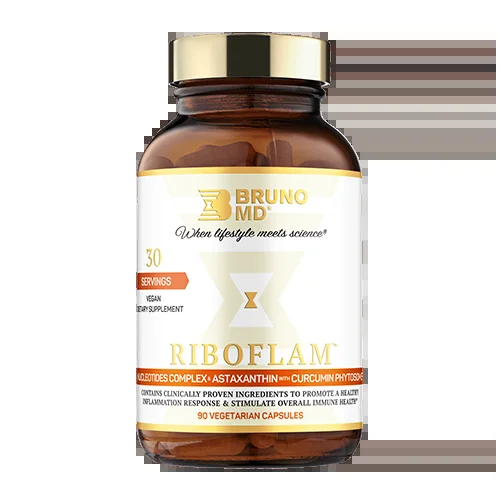 BRUNO
MD®
When lifestyle meets science®
30
SERVINGS
VEGAN
DIETARY SUPPLEMENT
RIBOFLAM™
NUCLEOTIDES COMPLEX & ASTAXANTHIN WITH CURCUMIN PHYTOSOME
CONTAINS CLINICALLY PROVEN INGREDIENTS TO PROMOTE A HEALTHY
INFLAMMATION RESPONSE & STIMULATE OVERALL IMMUNE HEALTH*
90 VEGETARIAN CAPSULES